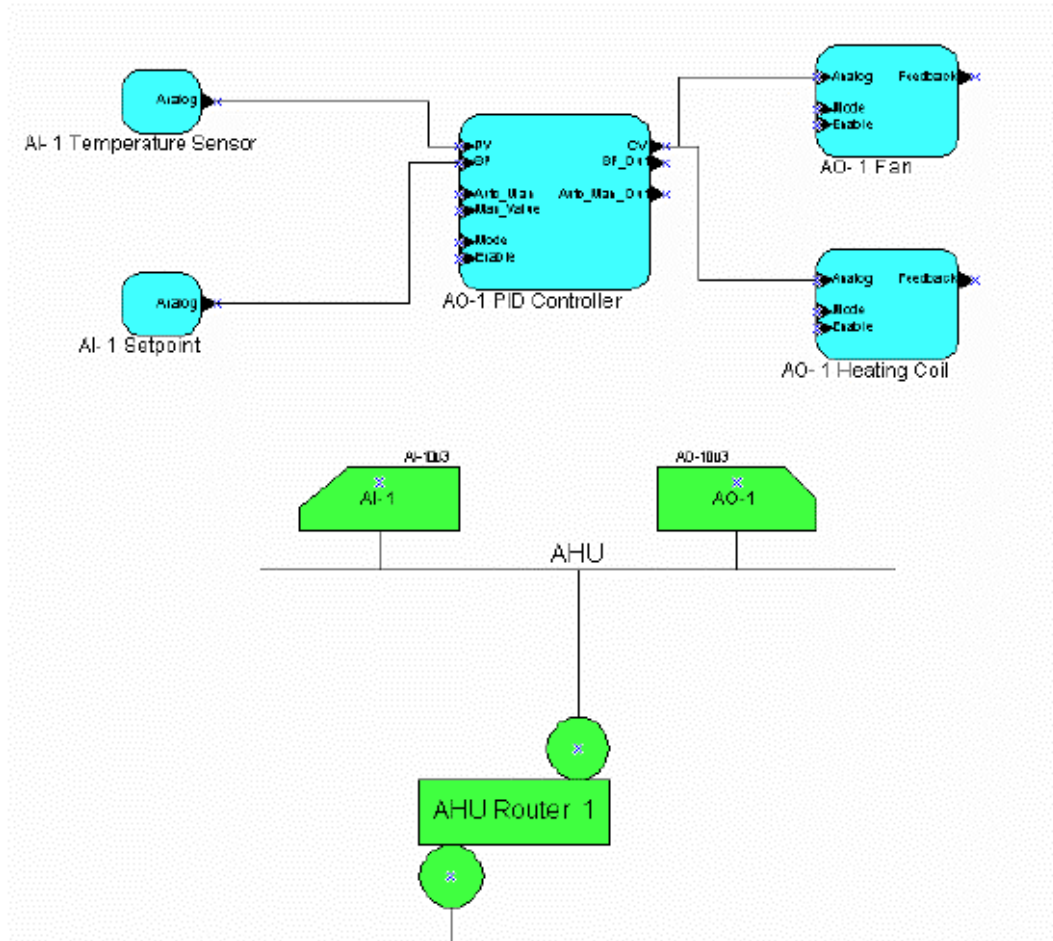 Analog
AI- 1 Temperature Sensor
Analog
AI- 1 Setpoint
PV
SP
Auto_Man
Man_Value
Mode
Enable
CV
SP_Out
Auto_Man_Out
AO-1 PID Controller
Analog
Feedback
Mode
Enable
AO- 1 Fan
Analog
Feedback
Mode
Enable
AO- 1 Heating Coil
AI-1
AO-1
AHU
AHU Router 1